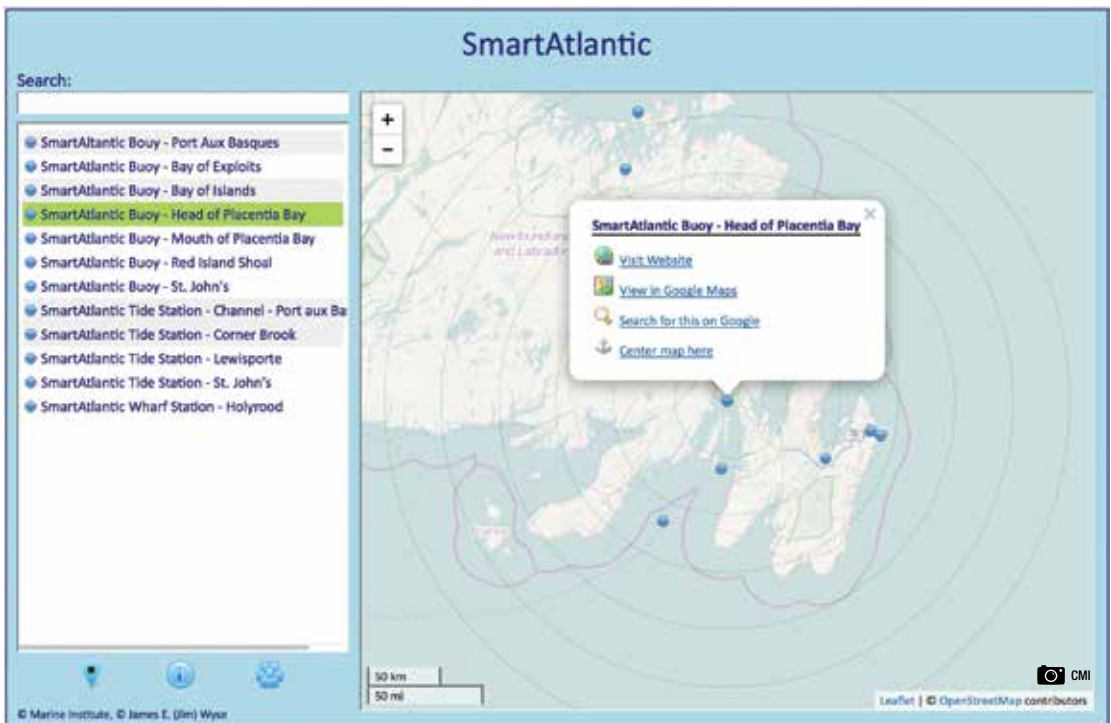 SmartAtlantic
Search:
SmartAltantic Bouy - Port Aux Basques
SmartAtlantic Buoy - Bay of Exploits
SmartAtlantic Buoy - Bay of Islands
SmartAtlantic Buoy - Head of Placentia Bay
SmartAtlantic Buoy - Mouth of Placentia Bay
SmartAtlantic Buoy - Red Island Shoal
SmartAtlantic Buoy - St. John's
SmartAtlantic Tide Station - Channel - Port aux Ba
SmartAtlantic Tide Station - Corner Brook
SmartAtlantic Tide Station - Lewisporte
SmartAtlantic Tide Station - St. John's
SmartAtlantic Wharf Station - Holyrood
© Marine Institute, © James E. (Jim) Wyse
+
−
Newfoundland
and Labrador
SmartAtlantic Buoy - Head of Placentia Bay
×
Visit Website
View in Google Maps
Search for this on Google
Center map here
50 km
50 mi
CMI
Leaflet | © OpenStreetMap contributors